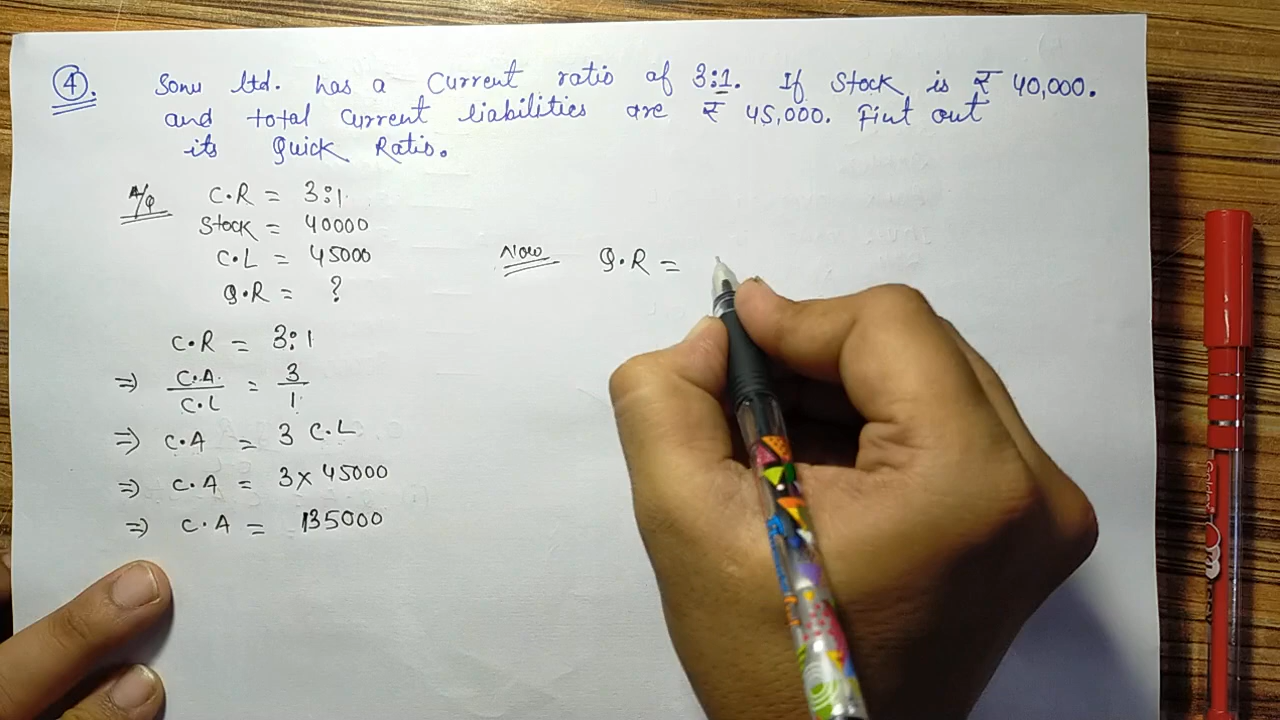 ④. Sonu ltd. has a Current ratio of 3:1. If Stock is ₹ 40,000.
and total Current liabilities are ₹ 45,000. Fint out
its Quick Ratio.
A/Q C.R = 3:1
Stock = 40000
C.L = 45000
Q.R = ?
C.R = 3:1
⇒ C.A. / C.L = 3 / 1
⇒ C.A = 3 C.L
⇒ C.A = 3 × 45000
⇒ C.A = 135000
Now Q.R =